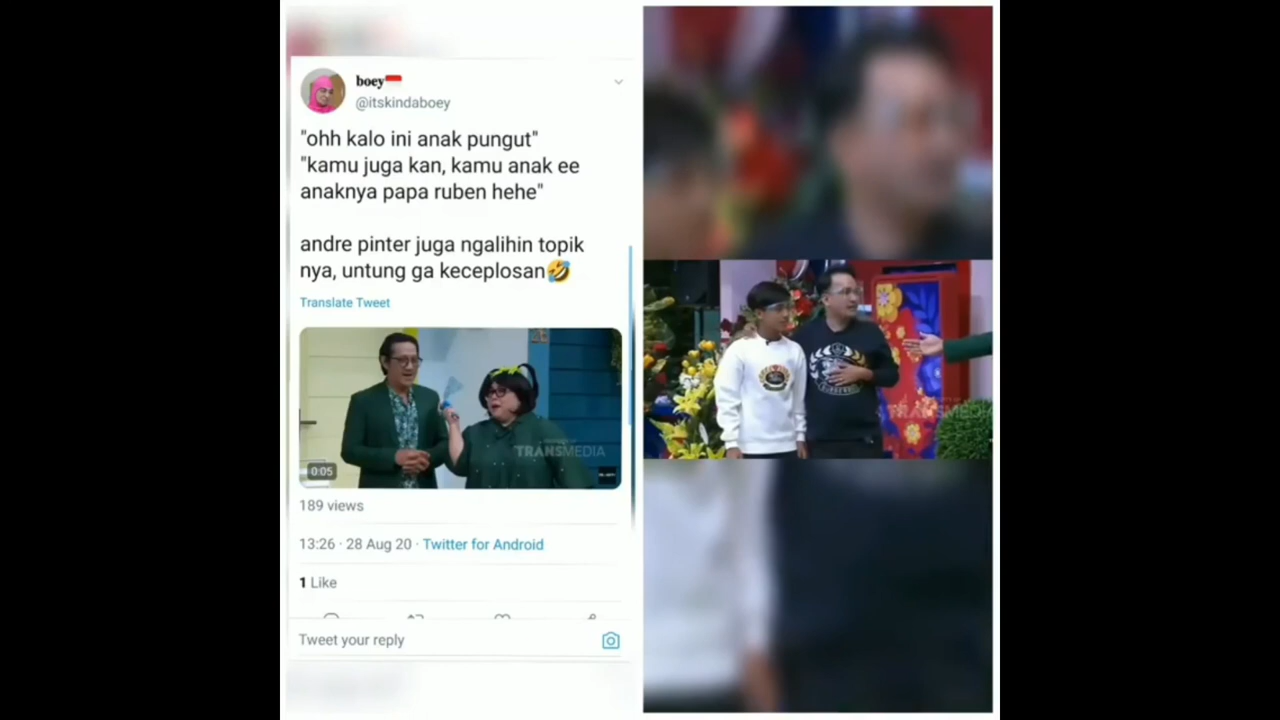 boey
@itskindaboey
"ohh kalo ini anak pungut"
"kamu juga kan, kamu anak ee
anaknya papa ruben hehe"
andre pinter juga ngalihin topik
nya, untung ga keceplosan🤣
Translate Tweet
TRANSMEDIA
0:05
189 views
13:26 · 28 Aug 20 · Twitter for Android
1 Like
Tweet your reply
TRANSMEDIA